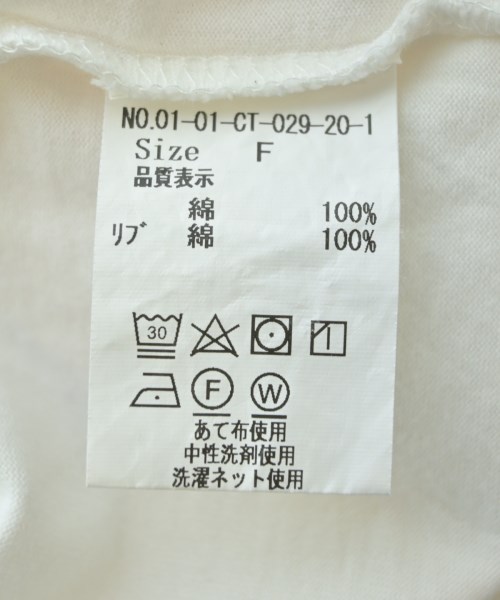 NO.01-01-CT-029-20-1
Size F
品質表示
綿 100%
リブ 綿 100%
30
F W
あて布使用
中性洗剤使用
洗濯ネット使用